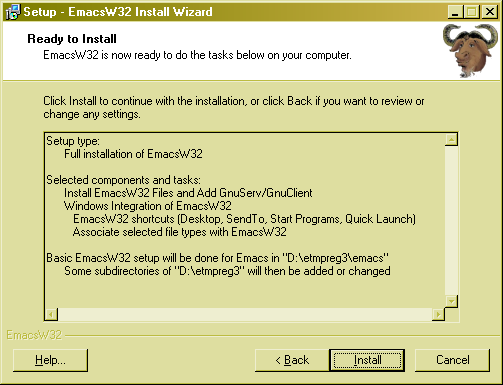 Setup - EmacsW32 Install Wizard
Ready to Install
EmacsW32 is now ready to do the tasks below on your computer.
Click Install to continue with the installation, or click Back if you want to review or
change any settings.
Setup type:
Full installation of EmacsW32
Selected components and tasks:
Install EmacsW32 Files and Add GnuServ/GnuClient
Windows Integration of EmacsW32
EmacsW32 shortcuts (Desktop, SendTo, Start Programs, Quick Launch)
Associate selected file types with EmacsW32
Basic EmacsW32 setup will be done for Emacs in "D:\etmpreg3\emacs"
Some subdirectories of "D:\etmpreg3" will then be added or changed
EmacsW32
Help... < Back Install Cancel